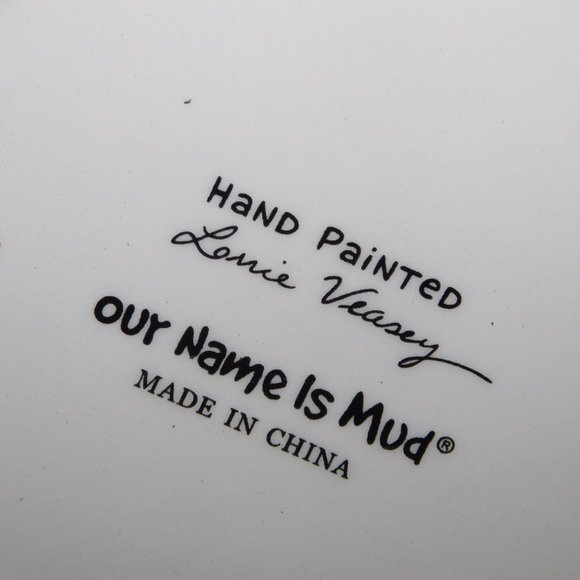 HaND PaiNTeD
Lorrie Veasey
OUr Name Is Mud®
MADE IN CHINA